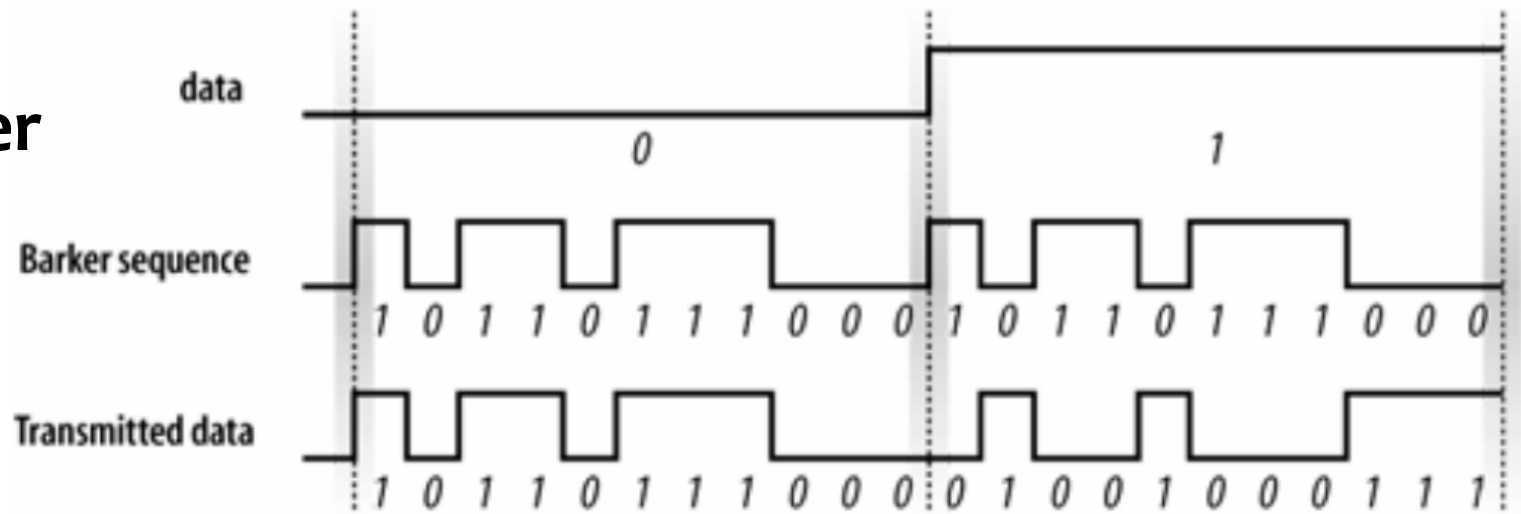 data
er
0 1
Barker sequence
1 0 1 1 0 1 1 1 0 0 0 1 0 1 1 0 1 1 1 0 0 0
Transmitted data
1 0 1 1 0 1 1 1 0 0 0 0 1 0 0 1 0 0 0 1 1 1